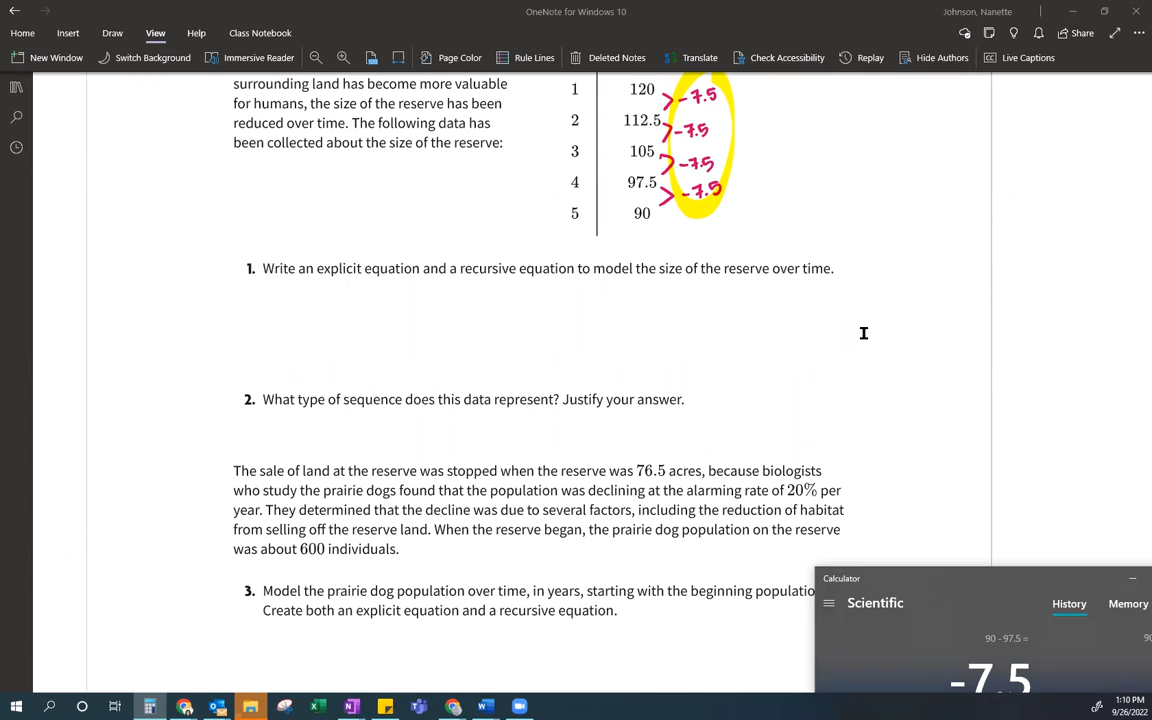 OneNote for Windows 10
Johnson, Nanette
Home Insert Draw View Help Class Notebook
Share
New Window Switch Background Immersive Reader Page Color Rule Lines Deleted Notes Translate Check Accessibility Replay Hide Authors Live Captions
surrounding land has become more valuable
for humans, the size of the reserve has been
reduced over time. The following data has
been collected about the size of the reserve:
1 120
> -7.5
2 112.5
> -7.5
3 105
> -7.5
4 97.5
> -7.5
5 90
1. Write an explicit equation and a recursive equation to model the size of the reserve over time.
2. What type of sequence does this data represent? Justify your answer.
The sale of land at the reserve was stopped when the reserve was 76.5 acres, because biologists
who study the prairie dogs found that the population was declining at the alarming rate of 20% per
year. They determined that the decline was due to several factors, including the reduction of habitat
from selling off the reserve land. When the reserve began, the prairie dog population on the reserve
was about 600 individuals.
3. Model the prairie dog population over time, in years, starting with the beginning populatio
Create both an explicit equation and a recursive equation.
Calculator
Scientific
History Memory
90 - 97.5 =
90
-7.5
1:10 PM
9/26/2022